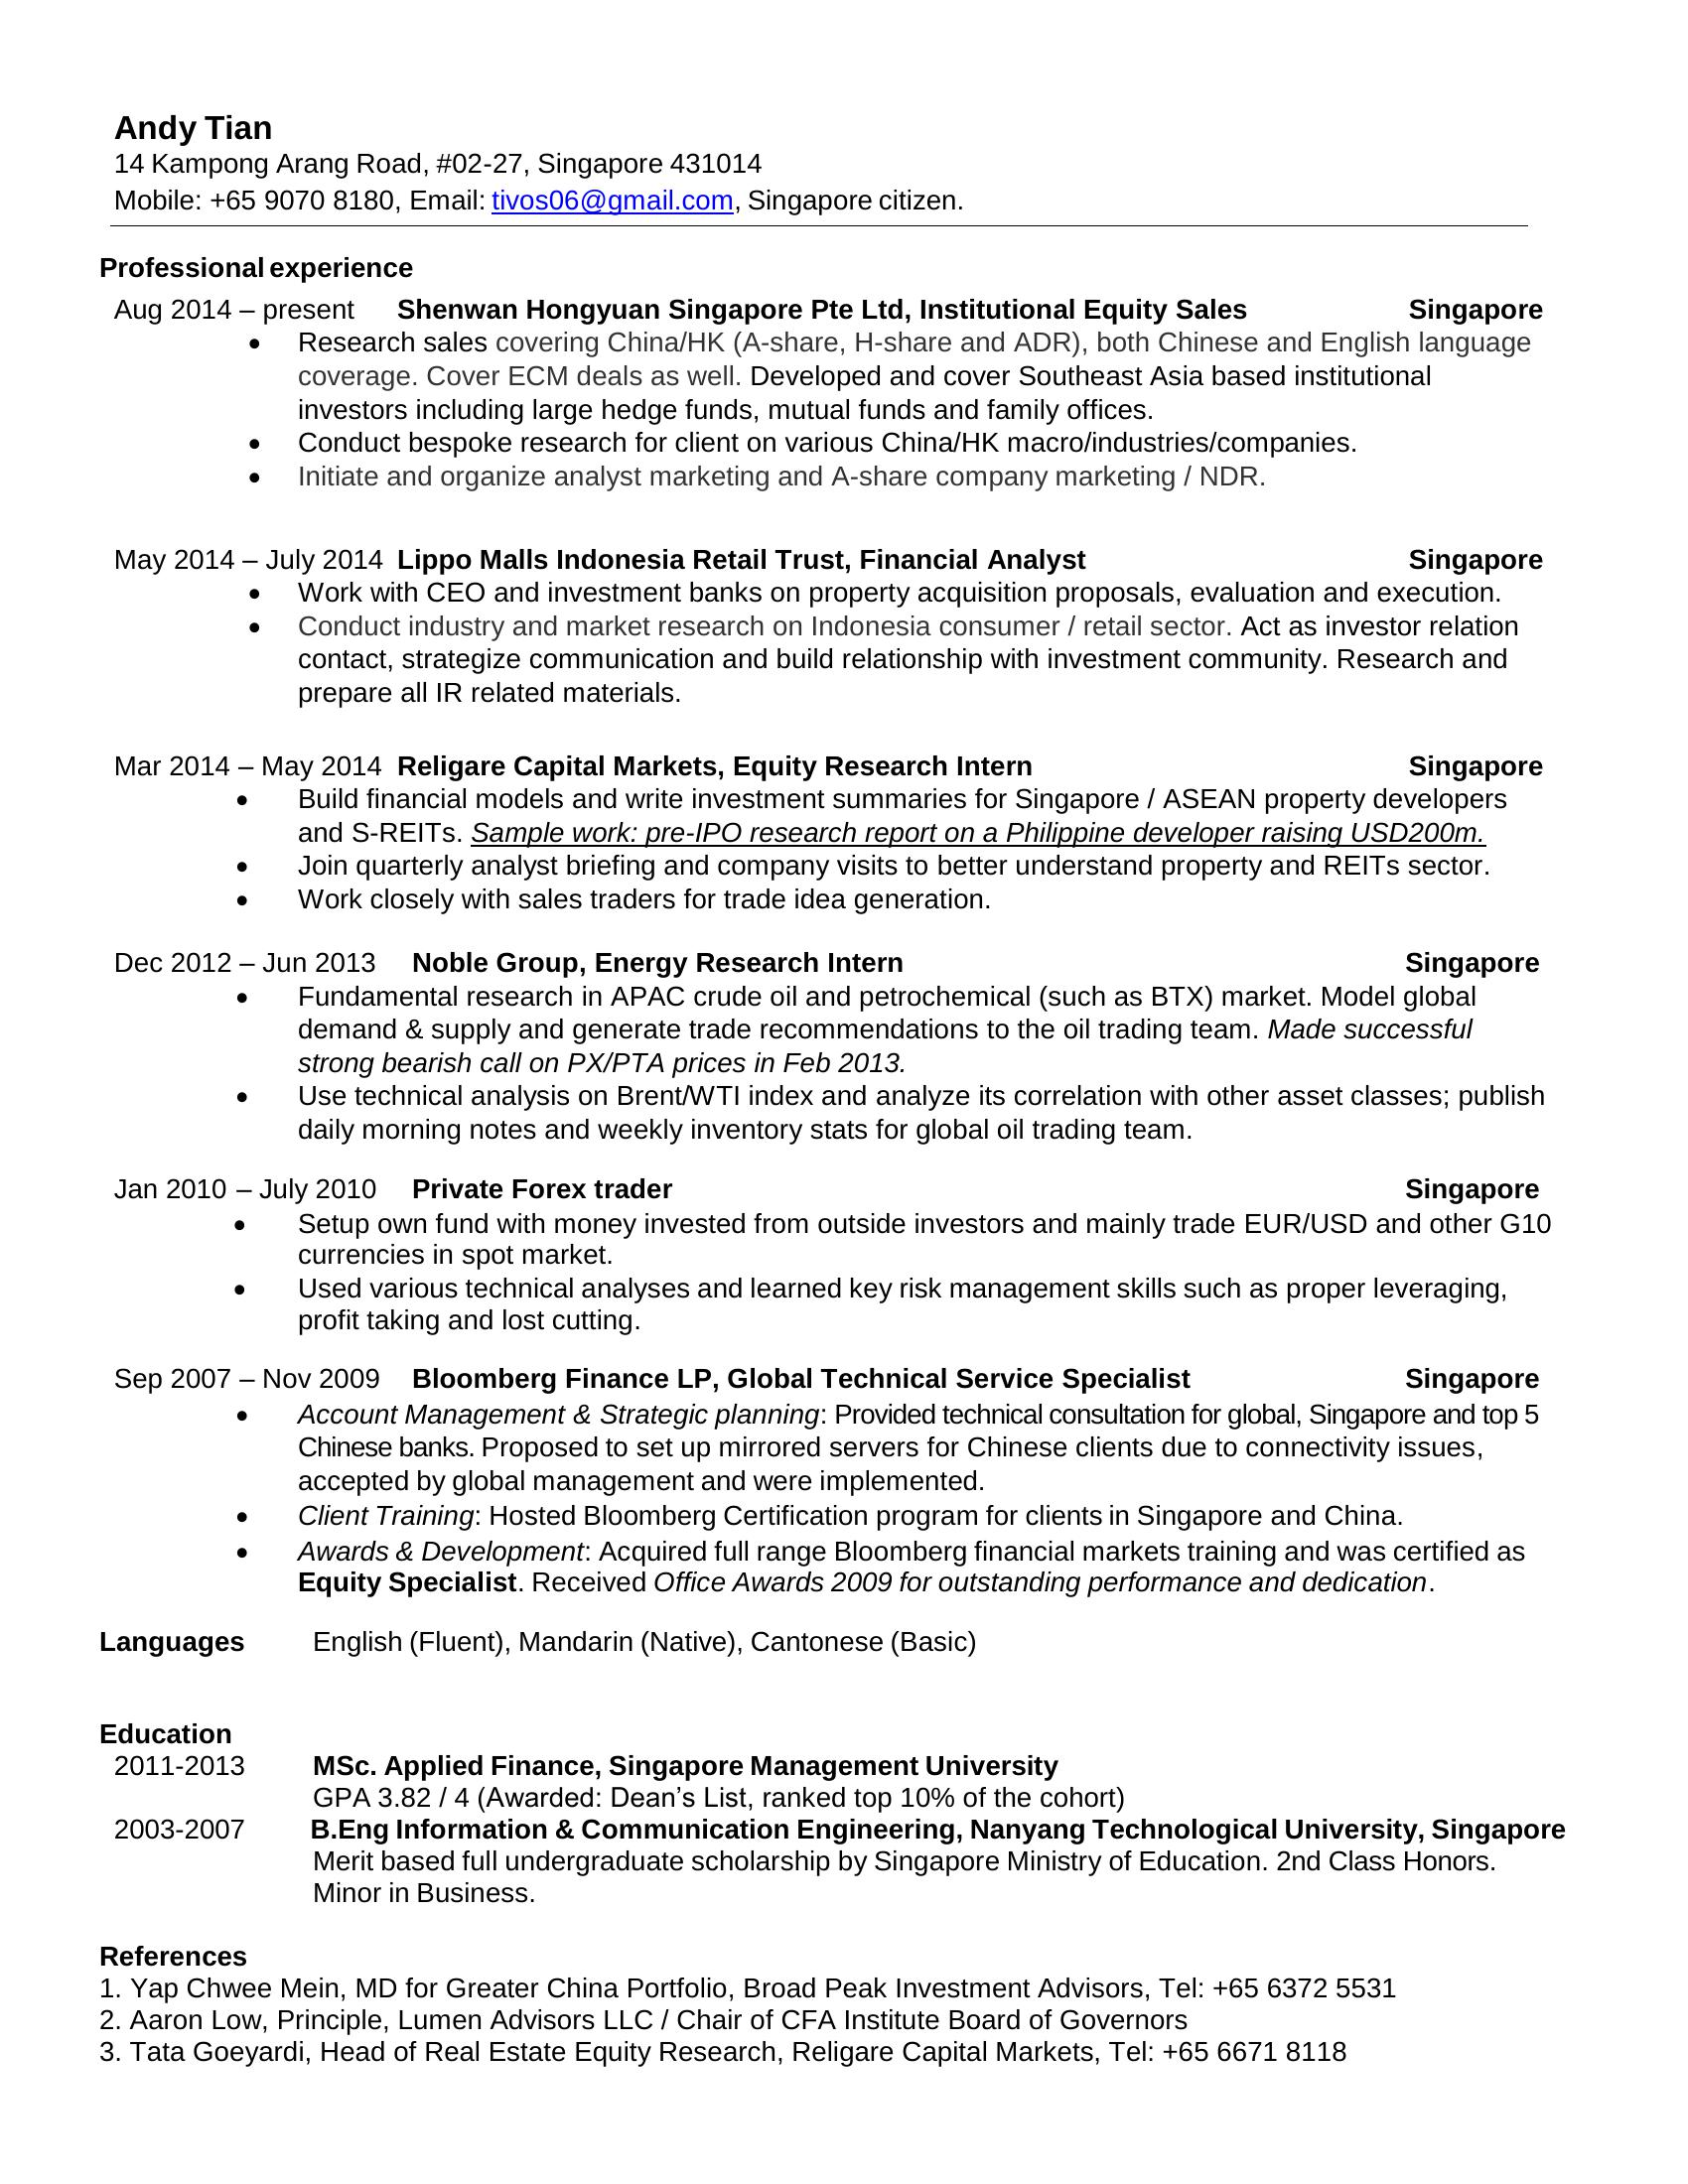 Andy Tian
14 Kampong Arang Road, #02-27, Singapore 431014
Mobile: +65 9070 8180, Email: tivos06@gmail.com, Singapore citizen.
Professional experience
Aug 2014 – present Shenwan Hongyuan Singapore Pte Ltd, Institutional Equity Sales Singapore
• Research sales covering China/HK (A-share, H-share and ADR), both Chinese and English language
coverage. Cover ECM deals as well. Developed and cover Southeast Asia based institutional
investors including large hedge funds, mutual funds and family offices.
• Conduct bespoke research for client on various China/HK macro/industries/companies.
• Initiate and organize analyst marketing and A-share company marketing / NDR.
May 2014 – July 2014 Lippo Malls Indonesia Retail Trust, Financial Analyst Singapore
• Work with CEO and investment banks on property acquisition proposals, evaluation and execution.
• Conduct industry and market research on Indonesia consumer / retail sector. Act as investor relation
contact, strategize communication and build relationship with investment community. Research and
prepare all IR related materials.
Mar 2014 – May 2014 Religare Capital Markets, Equity Research Intern Singapore
• Build financial models and write investment summaries for Singapore / ASEAN property developers
and S-REITs. Sample work: pre-IPO research report on a Philippine developer raising USD200m.
• Join quarterly analyst briefing and company visits to better understand property and REITs sector.
• Work closely with sales traders for trade idea generation.
Dec 2012 – Jun 2013 Noble Group, Energy Research Intern Singapore
• Fundamental research in APAC crude oil and petrochemical (such as BTX) market. Model global
demand & supply and generate trade recommendations to the oil trading team. Made successful
strong bearish call on PX/PTA prices in Feb 2013.
• Use technical analysis on Brent/WTI index and analyze its correlation with other asset classes; publish
daily morning notes and weekly inventory stats for global oil trading team.
Jan 2010 – July 2010 Private Forex trader Singapore
• Setup own fund with money invested from outside investors and mainly trade EUR/USD and other G10
currencies in spot market.
• Used various technical analyses and learned key risk management skills such as proper leveraging,
profit taking and lost cutting.
Sep 2007 – Nov 2009 Bloomberg Finance LP, Global Technical Service Specialist Singapore
• Account Management & Strategic planning: Provided technical consultation for global, Singapore and top 5
Chinese banks. Proposed to set up mirrored servers for Chinese clients due to connectivity issues,
accepted by global management and were implemented.
• Client Training: Hosted Bloomberg Certification program for clients in Singapore and China.
• Awards & Development: Acquired full range Bloomberg financial markets training and was certified as
Equity Specialist. Received Office Awards 2009 for outstanding performance and dedication.
Languages English (Fluent), Mandarin (Native), Cantonese (Basic)
Education
2011-2013 MSc. Applied Finance, Singapore Management University
GPA 3.82 / 4 (Awarded: Dean’s List, ranked top 10% of the cohort)
2003-2007 B.Eng Information & Communication Engineering, Nanyang Technological University, Singapore
Merit based full undergraduate scholarship by Singapore Ministry of Education. 2nd Class Honors.
Minor in Business.
References
1. Yap Chwee Mein, MD for Greater China Portfolio, Broad Peak Investment Advisors, Tel: +65 6372 5531
2. Aaron Low, Principle, Lumen Advisors LLC / Chair of CFA Institute Board of Governors
3. Tata Goeyardi, Head of Real Estate Equity Research, Religare Capital Markets, Tel: +65 6671 8118